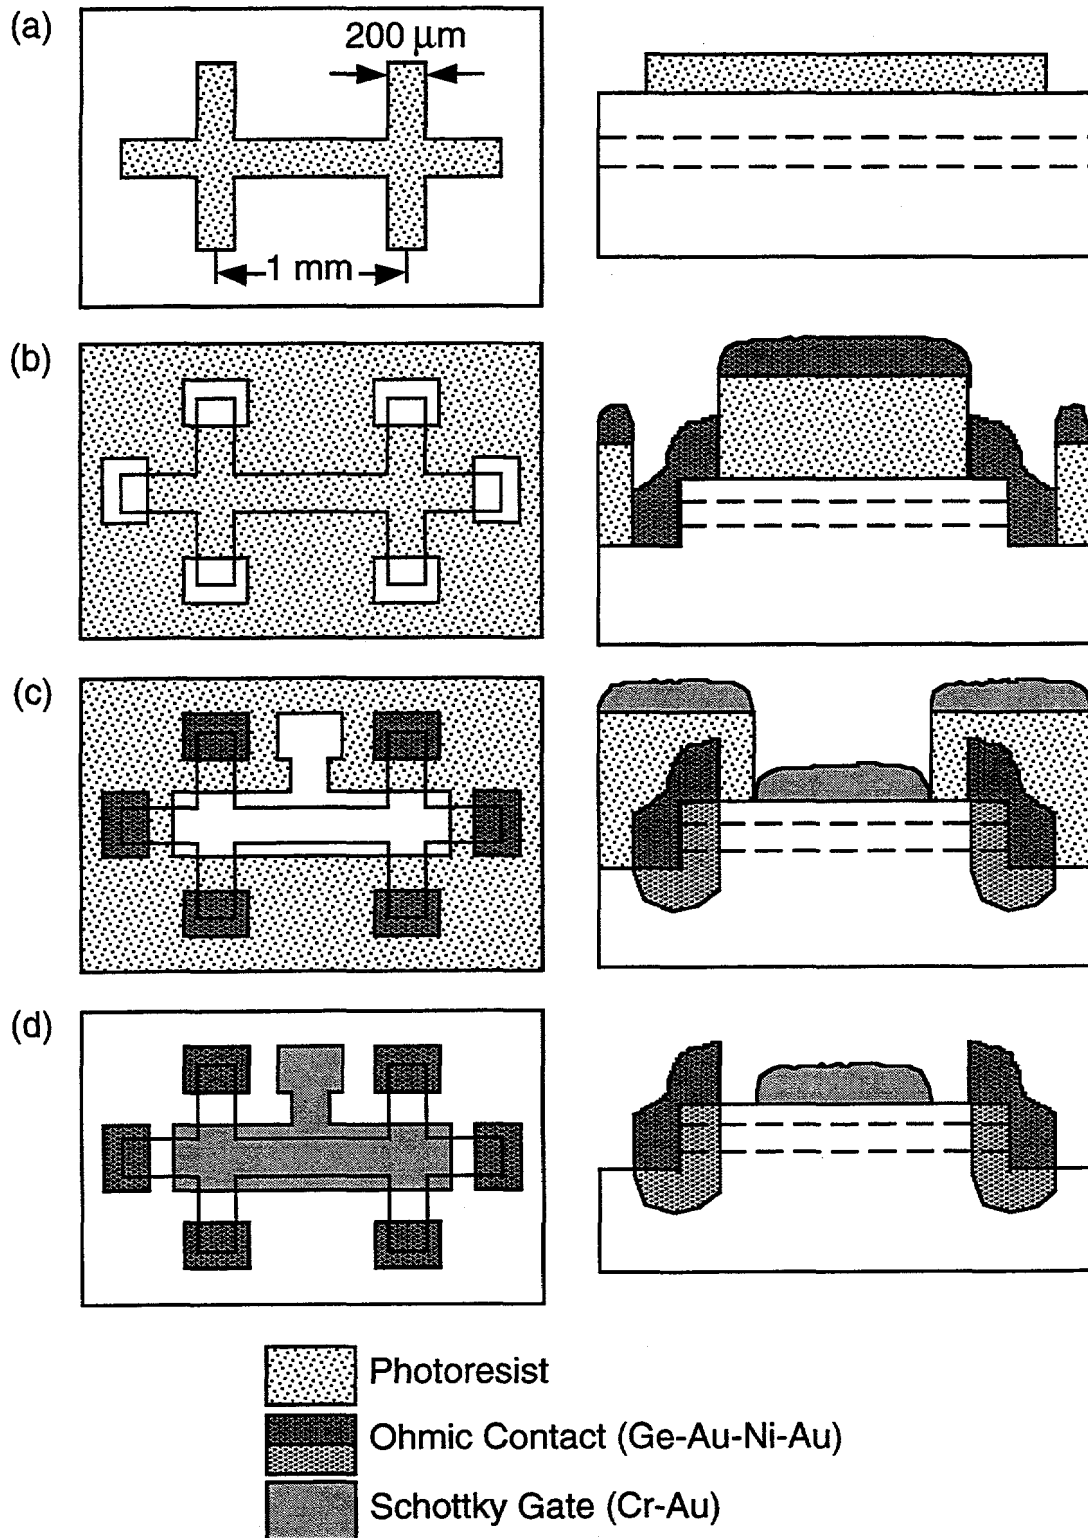 (a)
200 μm
1 mm
(b)
(c)
(d)
Photoresist
Ohmic Contact (Ge-Au-Ni-Au)
Schottky Gate (Cr-Au)